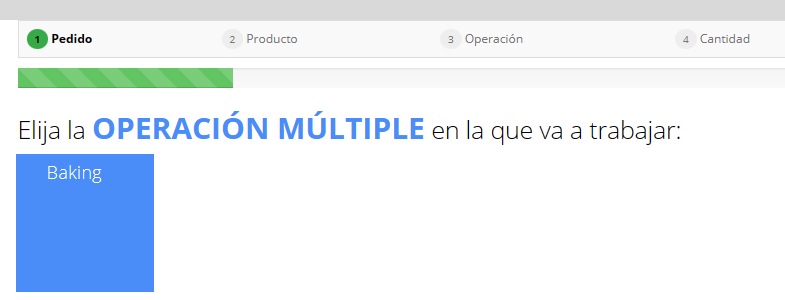 1 Pedido 2 Producto 3 Operación 4 Cantidad
Elija la OPERACIÓN MÚLTIPLE en la que va a trabajar:
Baking